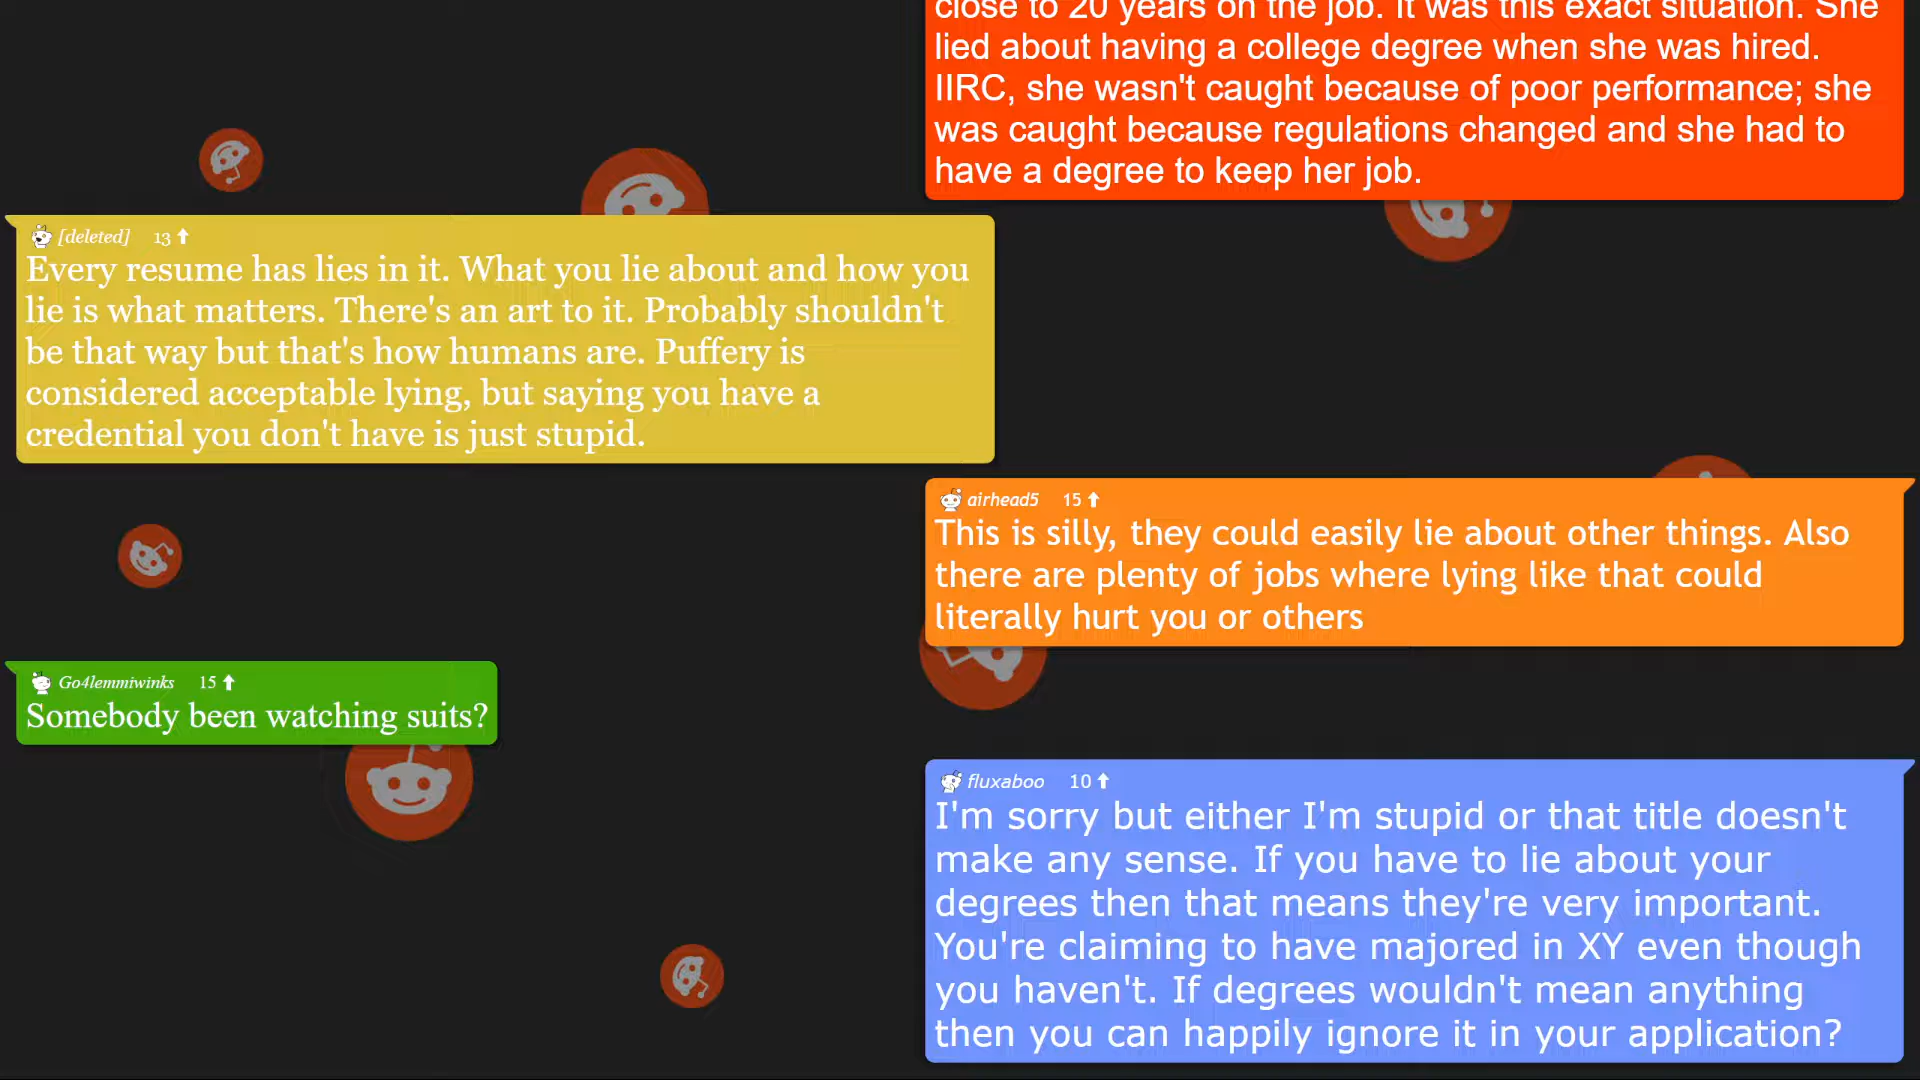 close to 20 years on the job. It was this exact situation. She
lied about having a college degree when she was hired.
IIRC, she wasn't caught because of poor performance; she
was caught because regulations changed and she had to
have a degree to keep her job.
[deleted] 13
Every resume has lies in it. What you lie about and how you
lie is what matters. There's an art to it. Probably shouldn't
be that way but that's how humans are. Puffery is
considered acceptable lying, but saying you have a
credential you don't have is just stupid.
airhead5 15
This is silly, they could easily lie about other things. Also
there are plenty of jobs where lying like that could
literally hurt you or others
Go4lemmiwinks 15
Somebody been watching suits?
fluxaboo 10
I'm sorry but either I'm stupid or that title doesn't
make any sense. If you have to lie about your
degrees then that means they're very important.
You're claiming to have majored in XY even though
you haven't. If degrees wouldn't mean anything
then you can happily ignore it in your application?